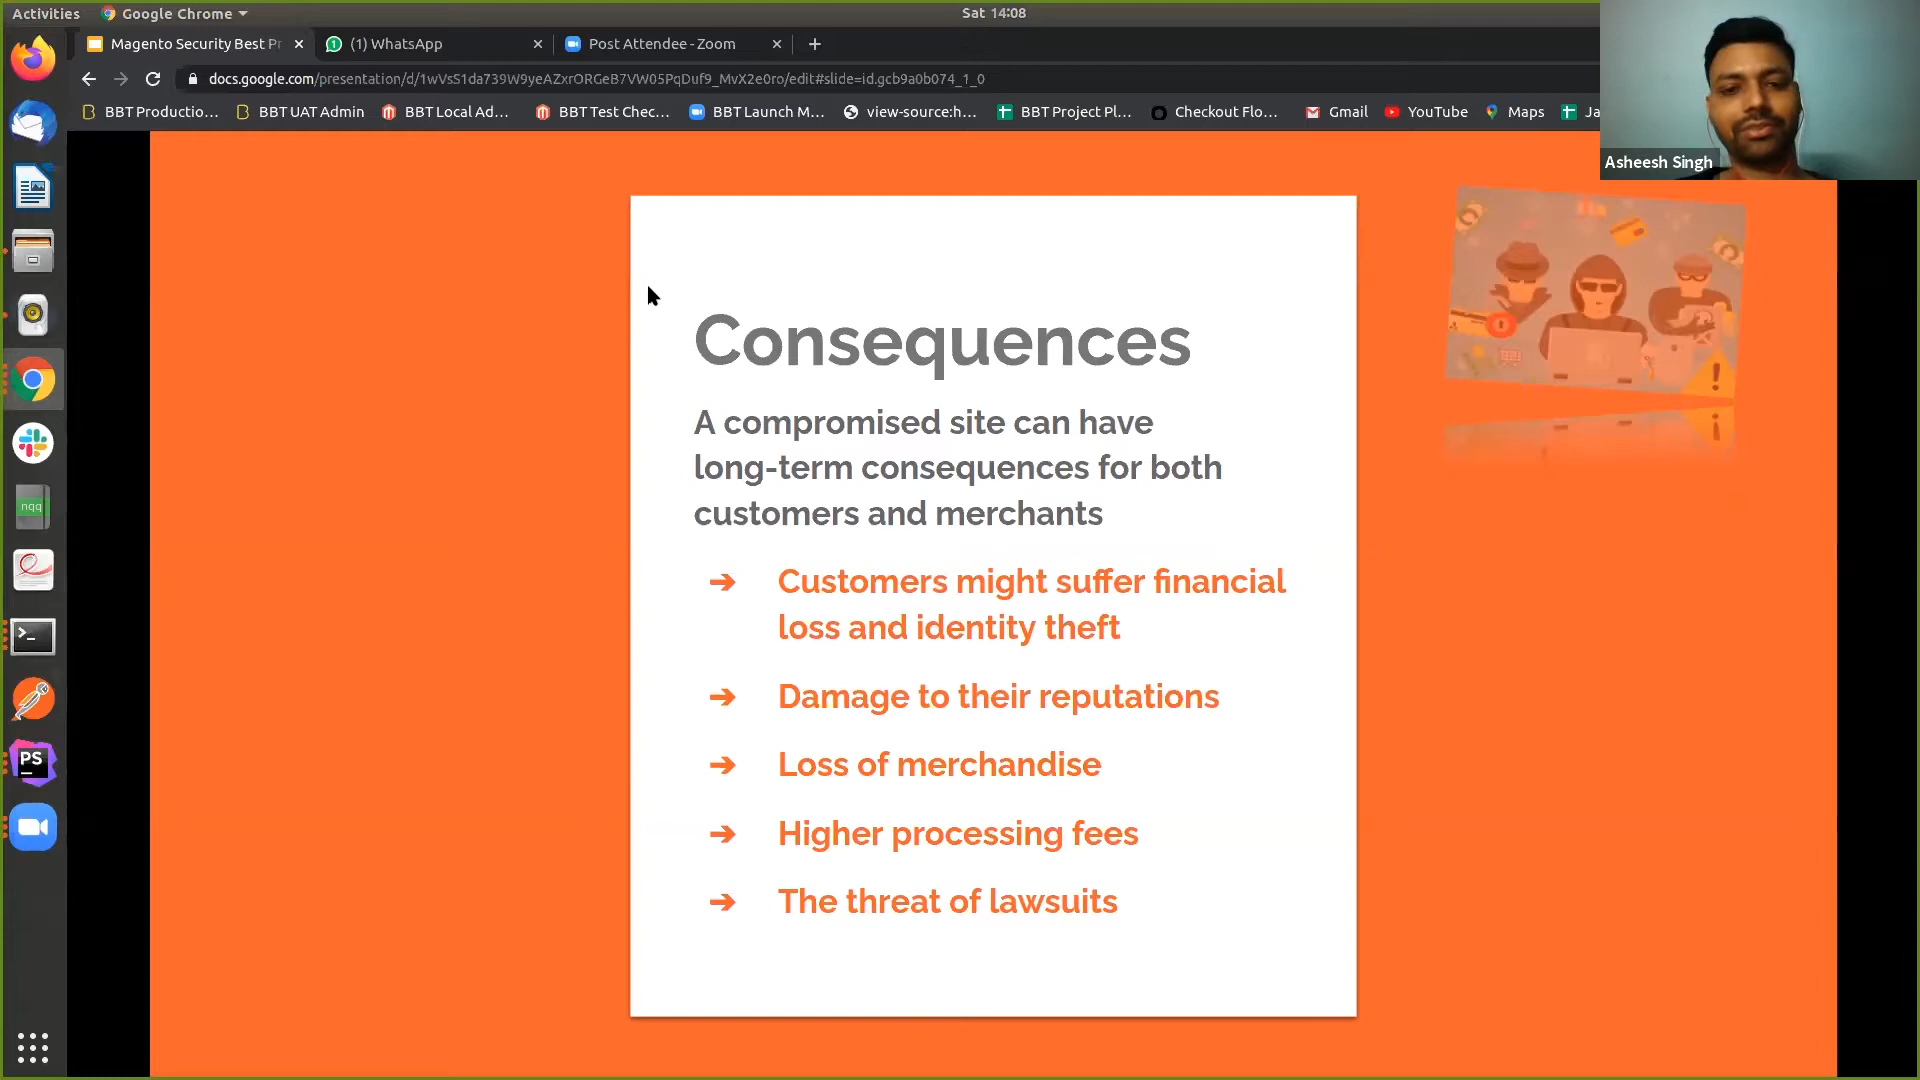 Activities
Google Chrome
Sat 14:08
Magento Security Best Pr
(1) WhatsApp
Post Attendee - Zoom
docs.google.com/presentation/d/1wVsS1da739W9yeAZxrORGeB7VW05PqDuf9_MvX2e0ro/edit#slide=id.gcb9a0b074_1_0
BBT Productio...
BBT UAT Admin
BBT Local Ad...
BBT Test Chec...
BBT Launch M...
view-source:h...
BBT Project Pl...
Checkout Flo...
Gmail
YouTube
Maps
Ja
Asheesh Singh
Consequences
A compromised site can have
long-term consequences for both
customers and merchants
➔ Customers might suffer financial
loss and identity theft
➔ Damage to their reputations
➔ Loss of merchandise
➔ Higher processing fees
➔ The threat of lawsuits
nqq
PS